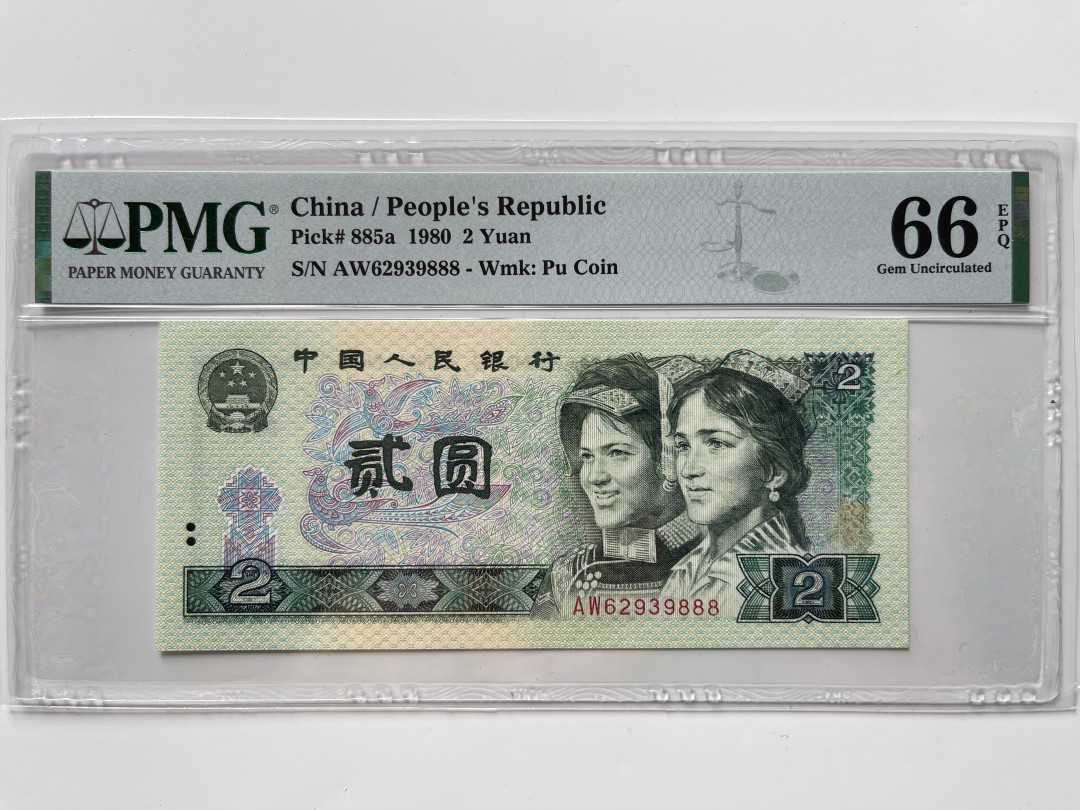 PMG®
PAPER MONEY GUARANTY
China / People's Republic
Pick# 885a 1980 2 Yuan
S/N AW62939888 - Wmk: Pu Coin
66
EPQ
Gem Uncirculated
中国人民银行
2
贰圆
2
AW62939888
2